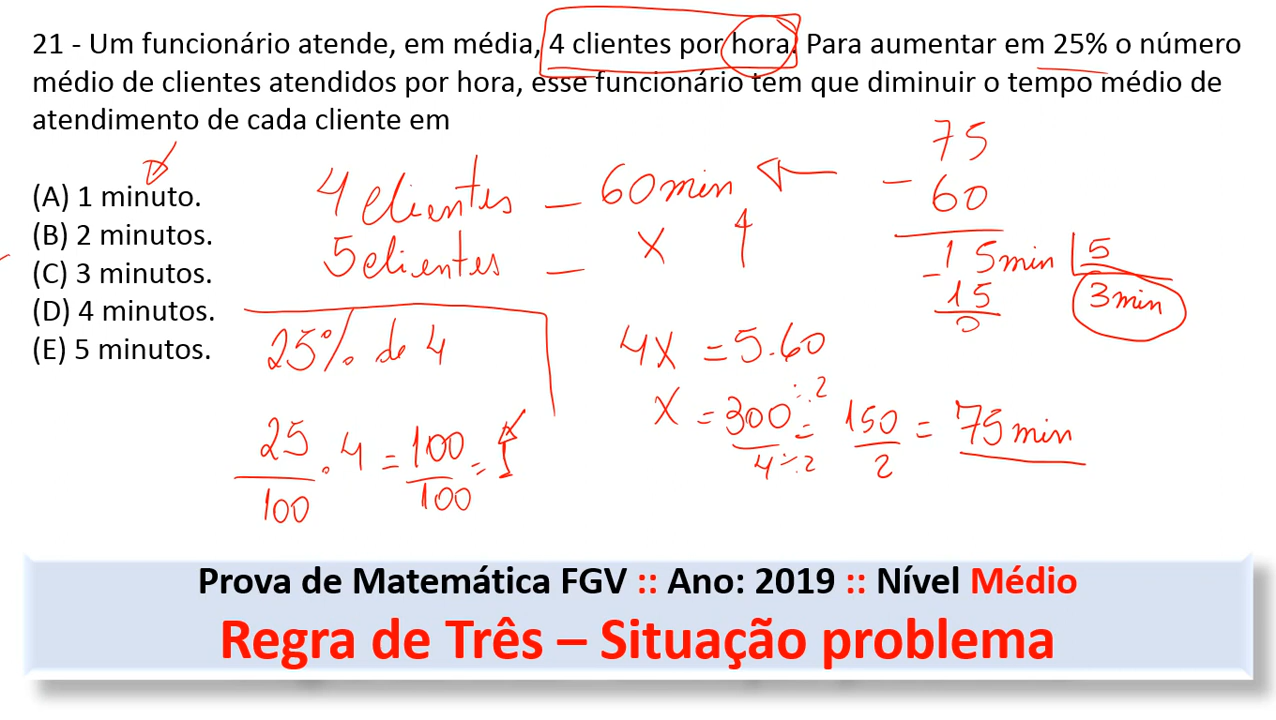 21 - Um funcionário atende, em média, 4 clientes por hora. Para aumentar em 25% o número
médio de clientes atendidos por hora, esse funcionário tem que diminuir o tempo médio de
atendimento de cada cliente em
(A) 1 minuto.
(B) 2 minutos.
(C) 3 minutos.
(D) 4 minutos.
(E) 5 minutos.
4 clientes — 60 min
5 clientes — x
25% de 4
25/100 . 4 = 100/100 = 1
4x = 5.60
x = 300/4 = 150/2 = 75 min
÷2
÷2
75
- 60
15 min | 5
- 15 3 min
0
Prova de Matemática FGV :: Ano: 2019 :: Nível Médio
Regra de Três – Situação problema